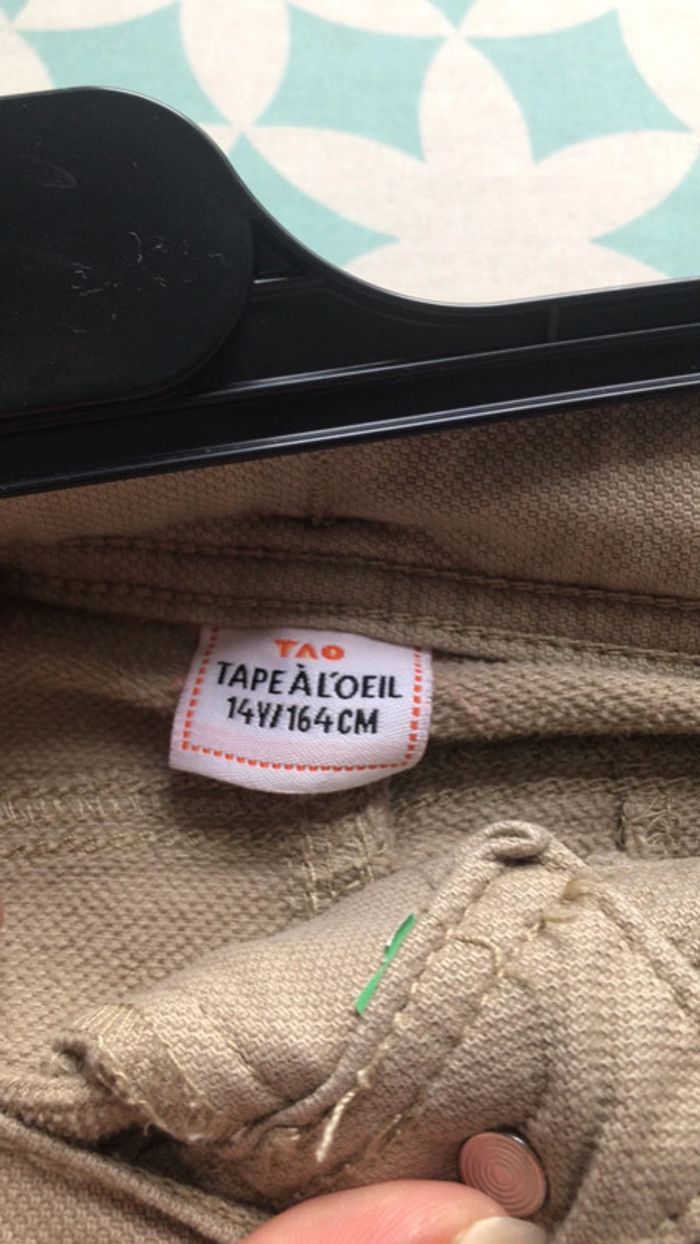 TAO
TAPE À L'OEIL
14Y/164CM